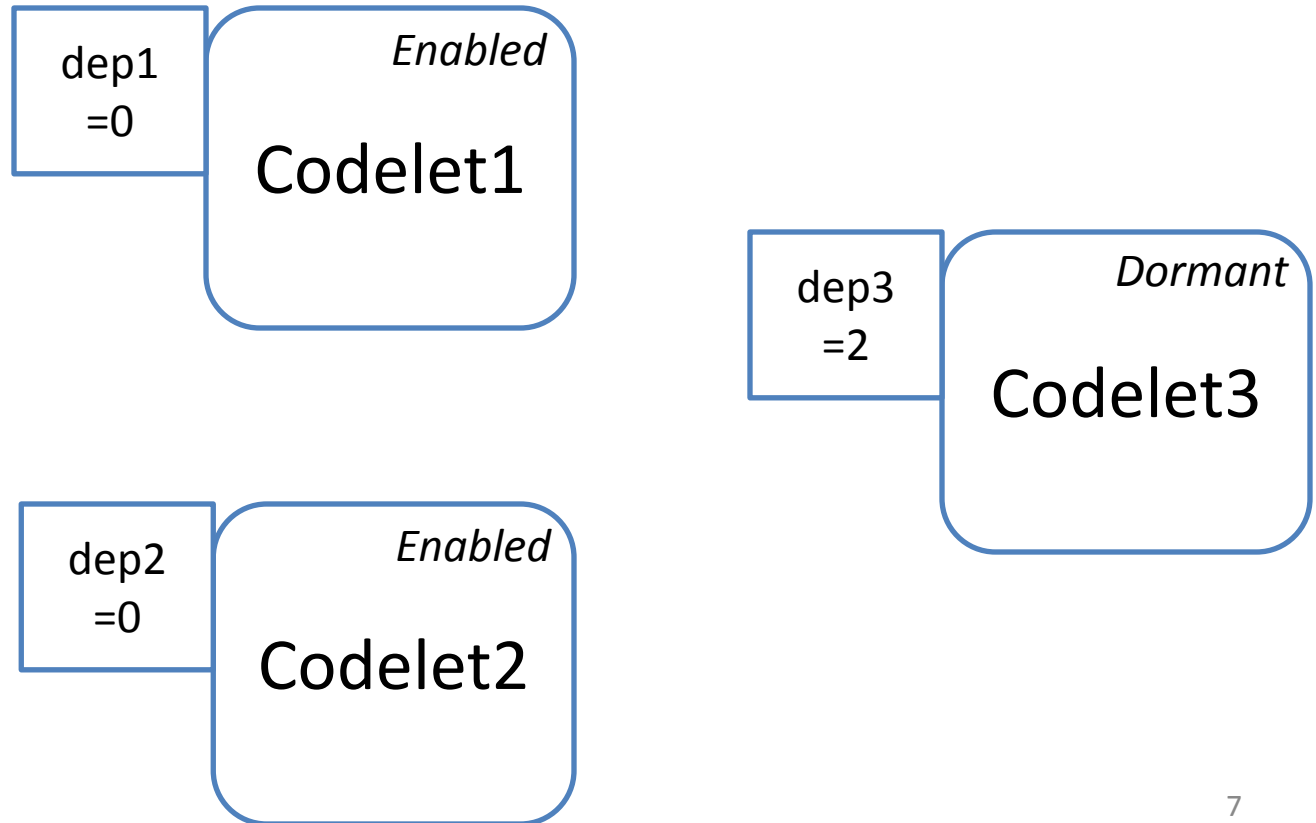 dep1
=0
Enabled
Codelet1
dep3
=2
Dormant
Codelet3
dep2
=0
Enabled
Codelet2
7